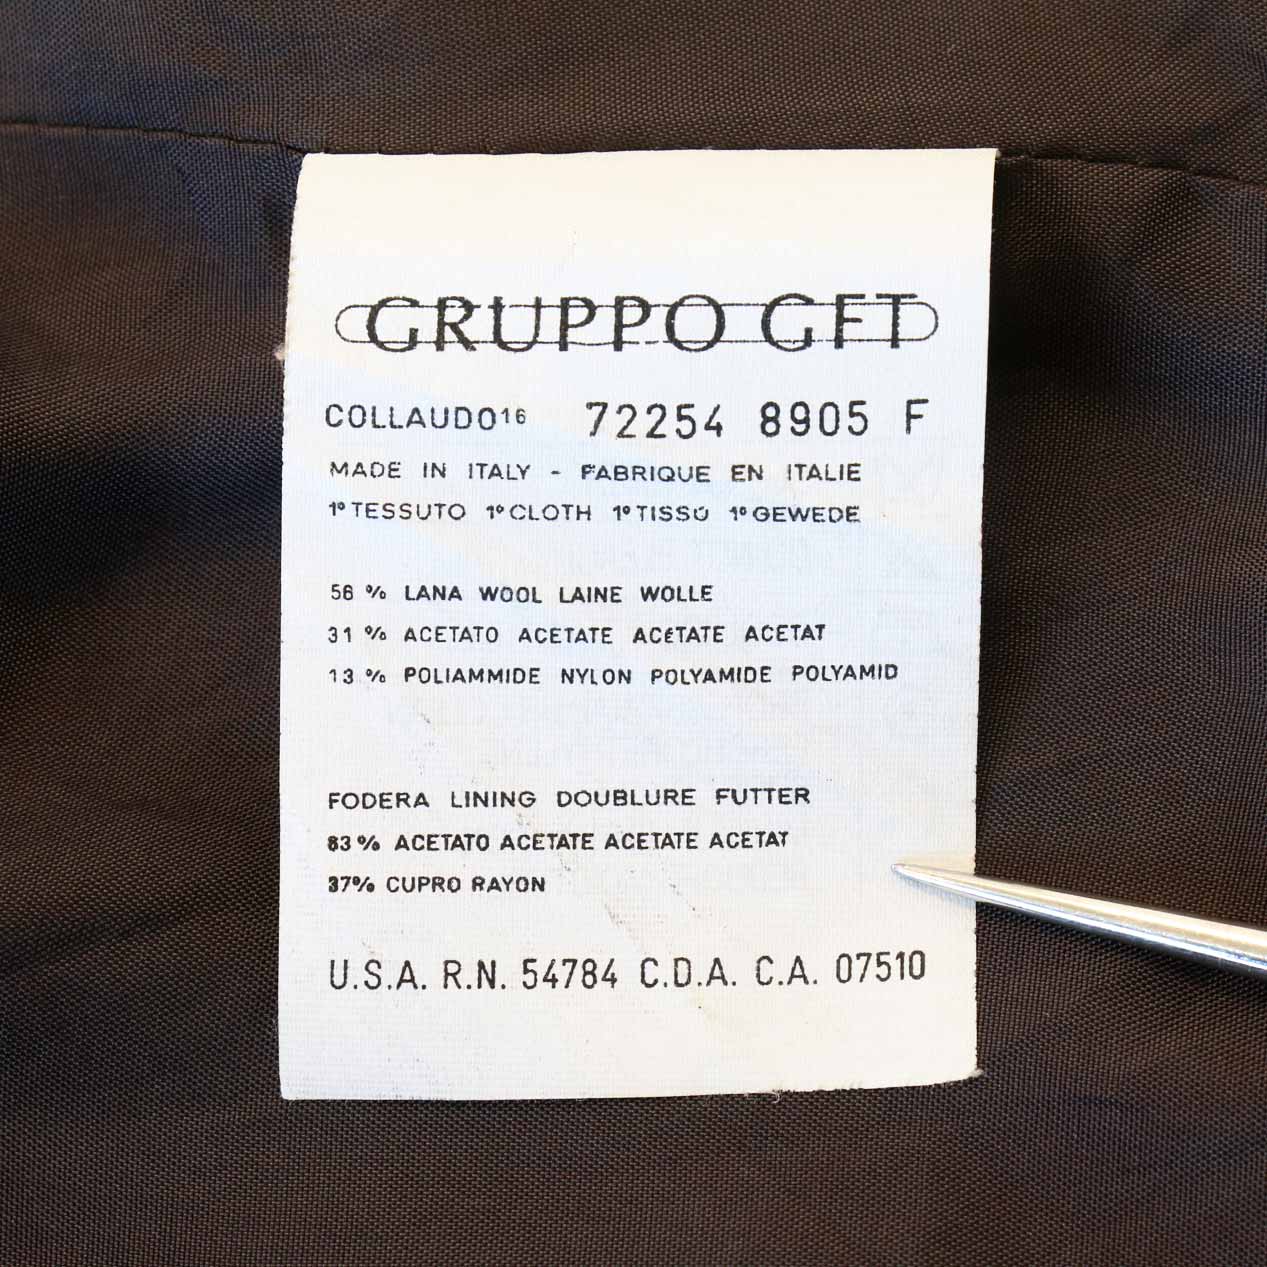 GRUPPO GFT
COLLAUDO16 72254 8905 F
MADE IN ITALY - FABRIQUE EN ITALIE
1º TESSUTO 1º CLOTH 1º TISSU 1º GEWEDE
56 % LANA WOOL LAINE WOLLE
31 % ACETATO ACETATE ACéTATE ACETAT
13 % POLIAMMIDE NYLON POLYAMIDE POLYAMID
FODERA LINING DOUBLURE FUTTER
83 % ACETATO ACETATE ACETATE ACETAT
37% CUPRO RAYON
U.S.A. R.N. 54784 C.D.A. C.A. 07510